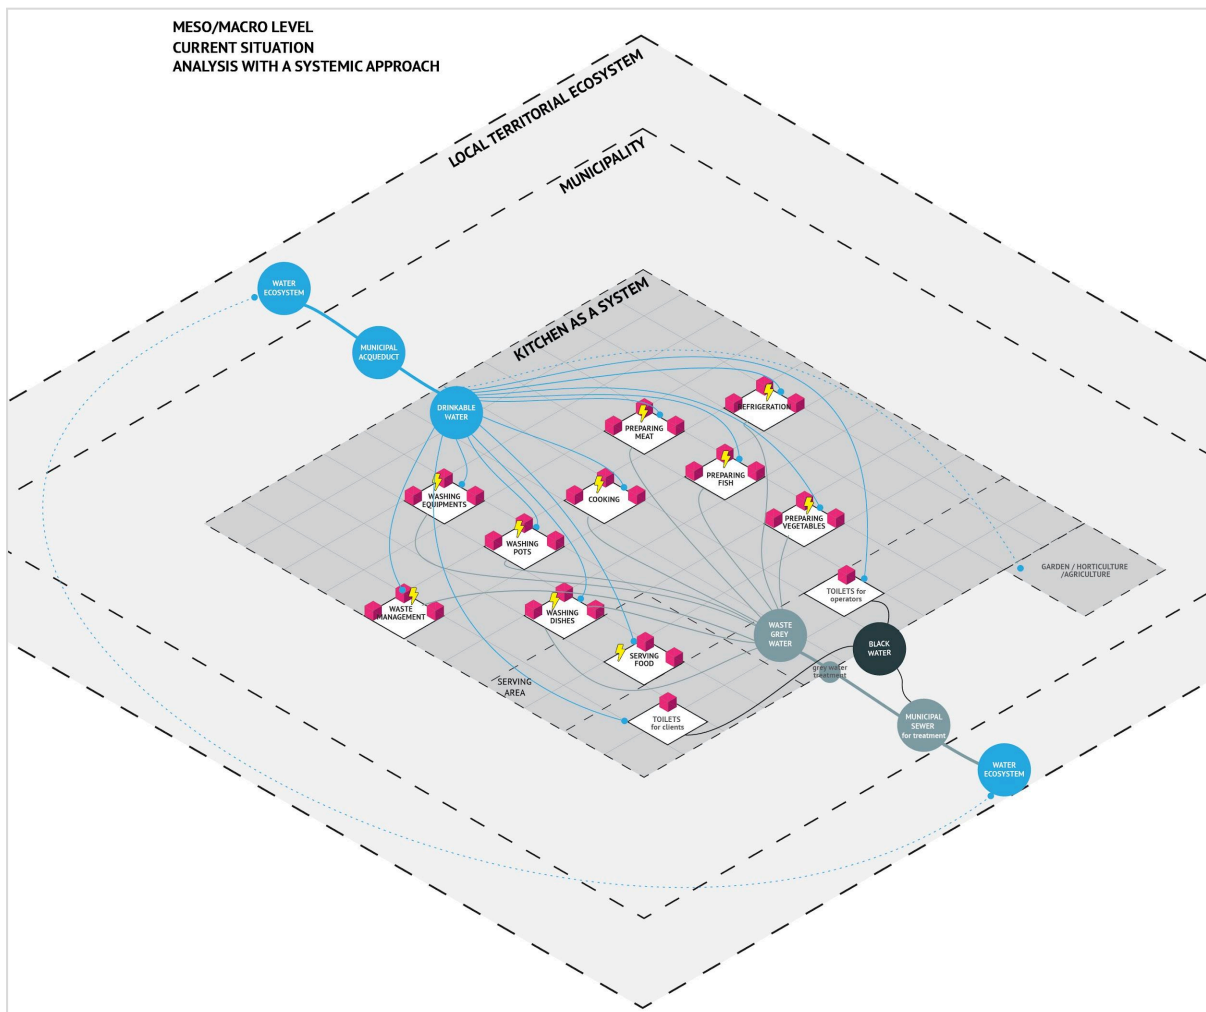 MESO/MACRO LEVEL
CURRENT SITUATION
ANALYSIS WITH A SYSTEMIC APPROACH
LOCAL TERRITORIAL ECOSYSTEM
MUNICIPALITY
KITCHEN AS A SYSTEM
WATER
ECOSYSTEM
MUNICIPAL
ACQUEDUCT
DRINKABLE
WATER
REFRIGERATION
PREPARING
MEAT
PREPARING
FISH
WASHING
EQUIPMENTS
COOKING
PREPARING
VEGETABLES
WASHING
POTS
GARDEN / HORTICULTURE
/AGRICULTURE
TOILETS for
operators
WASTE
MANAGEMENT
WASHING
DISHES
WASTE
GREY
WATER
BLACK
WATER
SERVING
FOOD
grey water
treatment
SERVING
AREA
TOILETS
for clients
MUNICIPAL
SEWER
for treatment
WATER
ECOSYSTEM